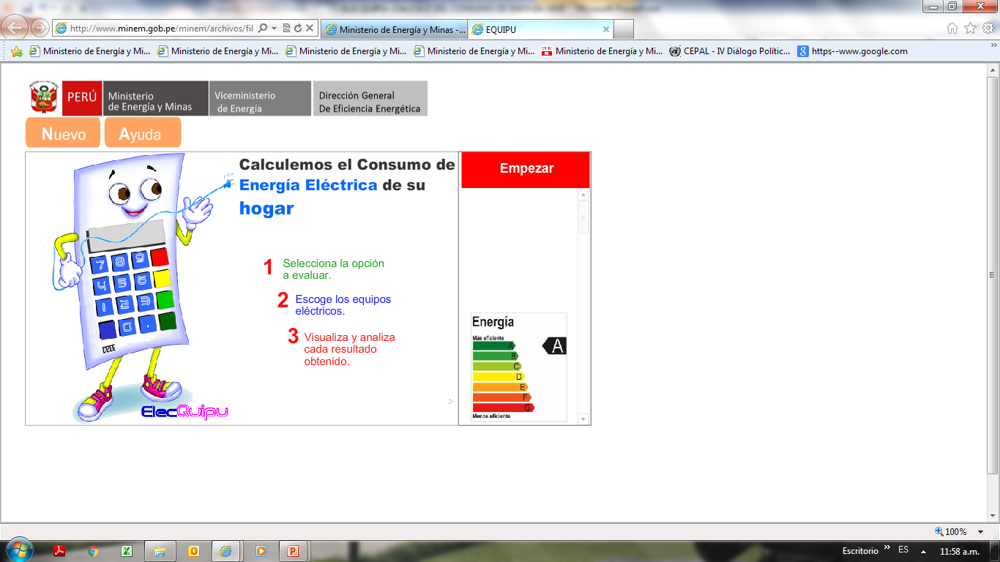 http://www.minem.gob.pe/minem/archivos/fil
Ministerio de Energía y Minas -...
EQUIPU
Ministerio de Energía y Mi...
Ministerio de Energía y Mi...
Ministerio de Energía y Mi...
Ministerio de Energía y Mi...
Ministerio de Energía y Mi...
CEPAL - IV Diálogo Polític...
https--www.google.com
PERÚ
Ministerio
de Energía y Minas
Viceministerio
de Energía
Dirección General
De Eficiencia Energética
Nuevo
Ayuda
Calculemos el Consumo de
Energía Eléctrica de su
hogar
1 Selecciona la opción
a evaluar.
2 Escoge los equipos
eléctricos.
3 Visualiza y analiza
cada resultado
obtenido.
7 8 9
4 5 6
1 2 3
0 .
ElecQuipu
Empezar
Energía
Más eficiente
A
A
B
C
D
E
F
G
Menos eficiente
100%
Escritorio
ES
11:58 a.m.